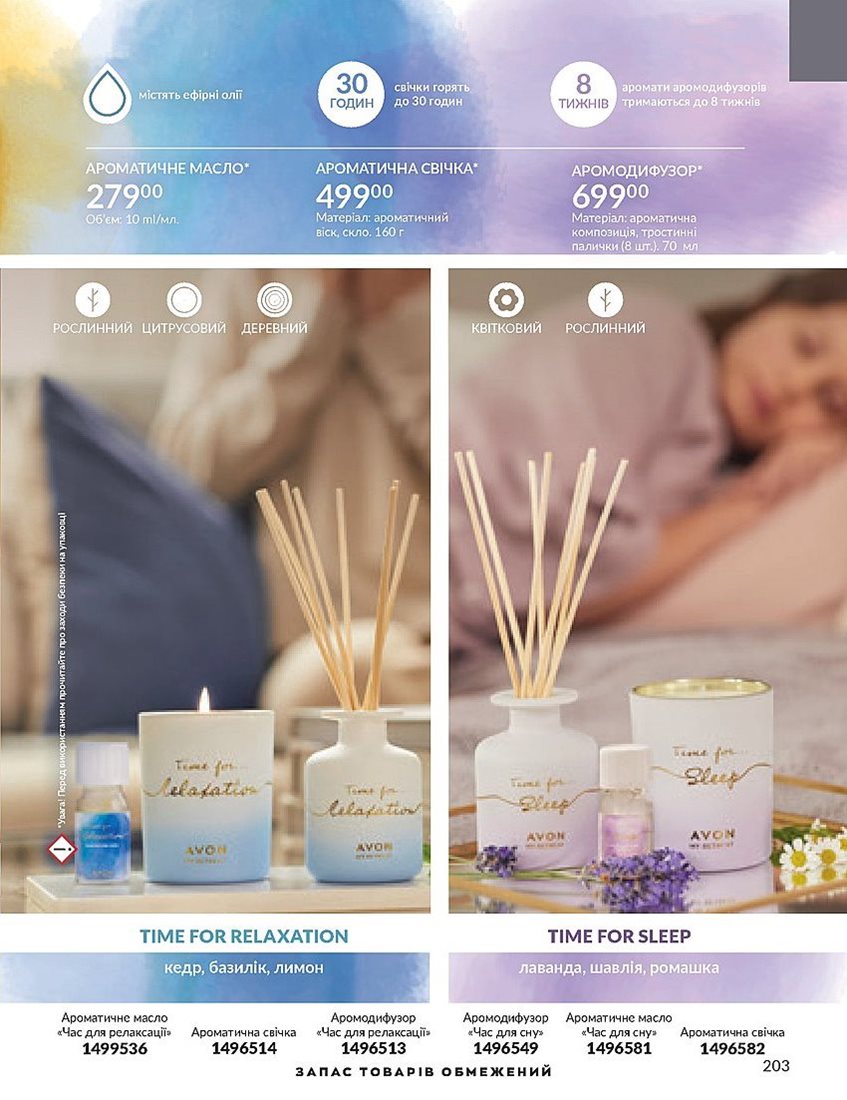 містять ефірні олії
30
ГОДИН
свічки горять
до 30 годин
8
ТИЖНІВ
аромати аромодифузорів
тримаються до 8 тижнів
АРОМАТИЧНЕ МАСЛО*
279⁰⁰
Об'єм: 10 ml/мл.
АРОМАТИЧНА СВІЧКА*
499⁰⁰
Матеріал: ароматичний
віск, скло. 160 г
АРОМОДИФУЗОР*
699⁰⁰
Матеріал: ароматична
композиція, тростинні
палички (8 шт.). 70 мл
РОСЛИННИЙ
ЦИТРУСОВИЙ
ДЕРЕВНИЙ
КВІТКОВИЙ
РОСЛИННИЙ
*Увага! Перед використанням прочитайте про заходи безпеки на упаковці
Time for...
Relaxation
AVON
Time for...
Relaxation
AVON
Time for...
Sleep
AVON
Time for...
Sleep
AVON
TIME FOR RELAXATION
кедр, базилік, лимон
TIME FOR SLEEP
лаванда, шавлія, ромашка
Ароматичне масло
«Час для релаксації»
1499536
Ароматична свічка
1496514
Аромодифузор
«Час для релаксації»
1496513
Аромодифузор
«Час для сну»
1496549
Ароматичне масло
«Час для сну»
1496581
Ароматична свічка
1496582
203
ЗАПАС ТОВАРІВ ОБМЕЖЕНИЙ